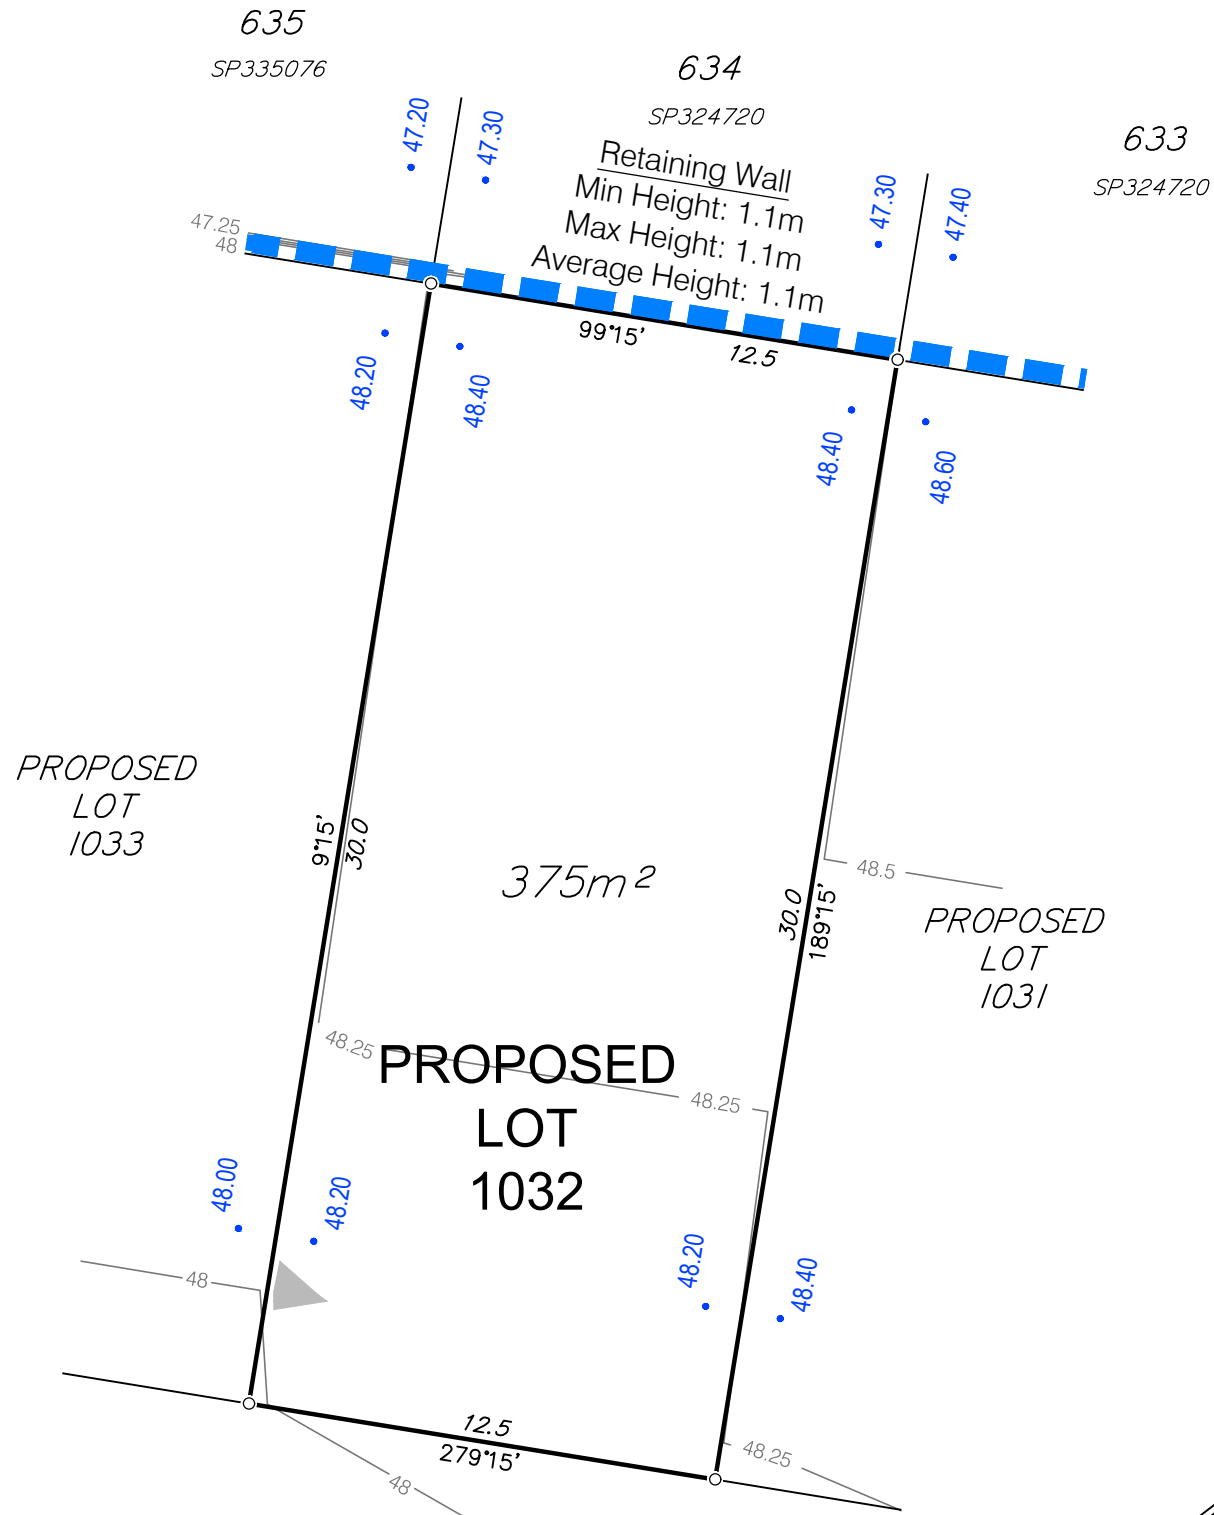 635
SP335076
634
SP324720
633
SP324720
47.20
47.30
47.30
47.40
Retaining Wall
Min Height: 1.1m
Max Height: 1.1m
Average Height: 1.1m
47.25
48
99°15'
12.5
48.20
48.40
48.40
48.60
PROPOSED
LOT
1033
9°15'
30.0
375m²
48.5
30.0
189°15'
PROPOSED
LOT
1031
48.25
48.25
PROPOSED
LOT
1032
48.00
48.20
48.20
48.40
48
12.5
279°15'
48.25
48